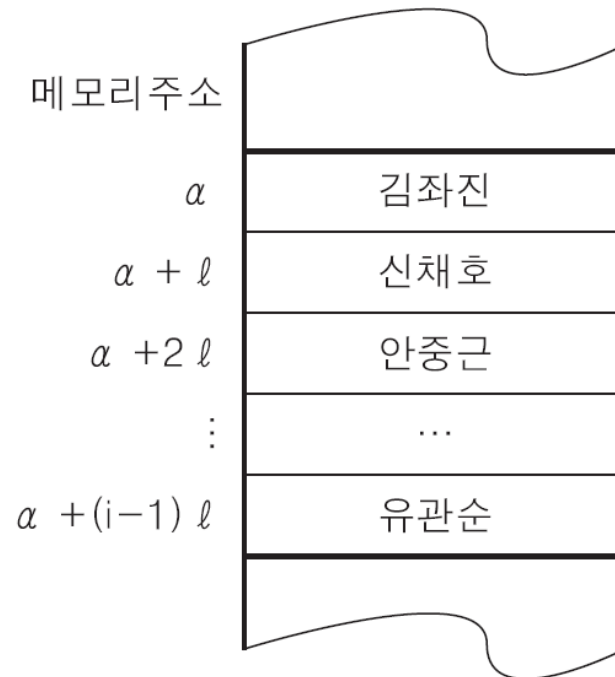 메모리주소
α 김좌진
α + ℓ 신채호
α +2 ℓ 안중근
⋮ …
α +(i−1) ℓ 유관순